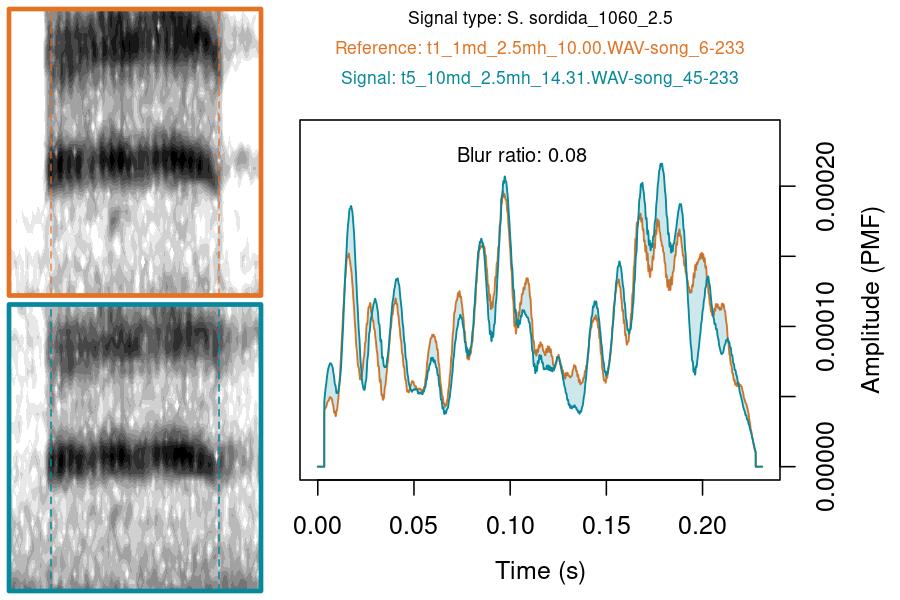 Signal type: S. sordida_1060_2.5
Reference: t1_1md_2.5mh_10.00.WAV-song_6-233
Signal: t5_10md_2.5mh_14.31.WAV-song_45-233
Blur ratio: 0.08
0.00020
0.00010
0.00000
Amplitude (PMF)
0.00 0.05 0.10 0.15 0.20
Time (s)